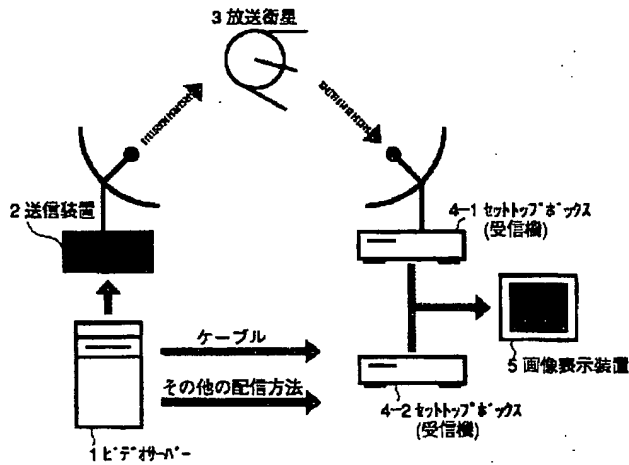 3 放送衛星
2 送信装置
4-1 セットトップボックス
(受信機)
ケーブル
5 画像表示装置
その他の配信方法
4-2 セットトップボックス
(受信機)
1 ビデオサーバー